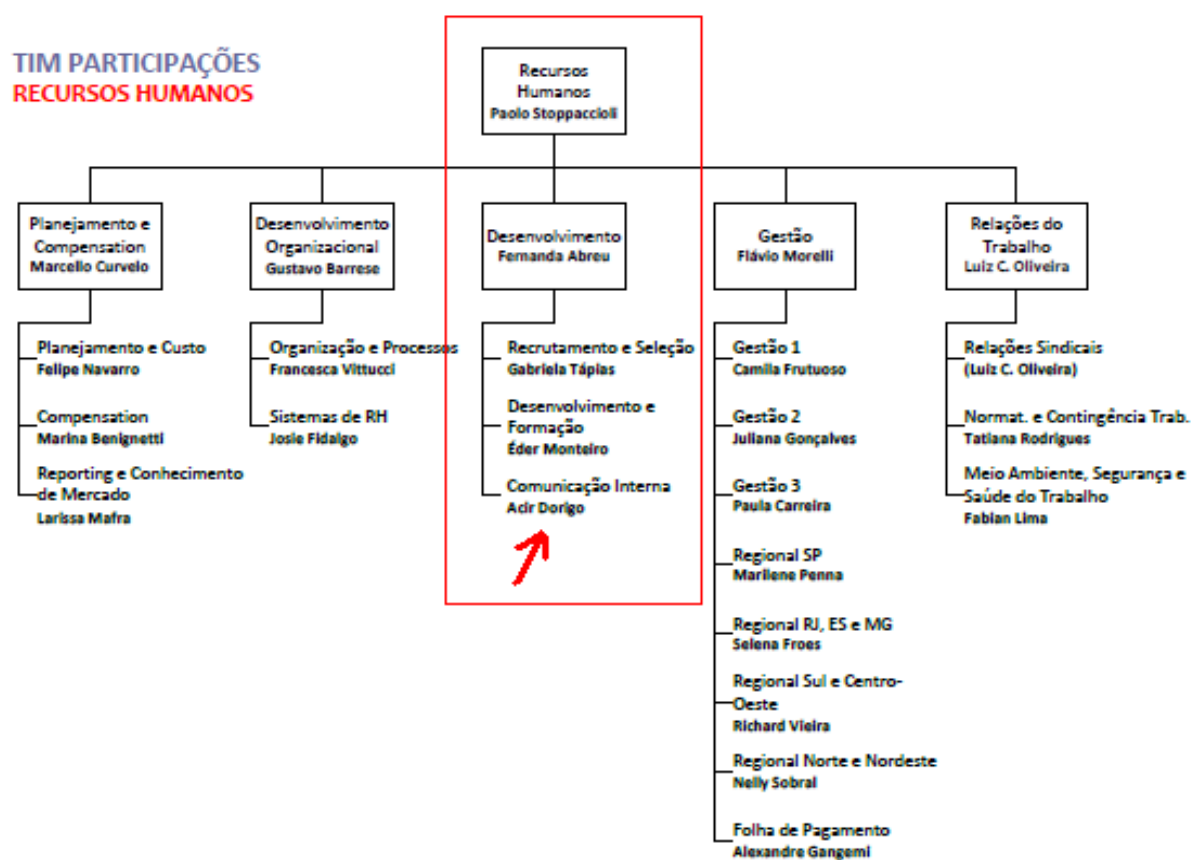 TIM PARTICIPAÇÕES
RECURSOS HUMANOS
Recursos
Humanos
Paolo Stoppaccioli
Planejamento e
Compensation
Marcello Curvelo
Desenvolvimento
Organizacional
Gustavo Barrese
Desenvolvimento
Fernanda Abreu
Gestão
Flávio Morelli
Relações do
Trabalho
Luiz C. Oliveira
Planejamento e Custo
Felipe Navarro
Compensation
Marina Benignetti
Reporting e Conhecimento
de Mercado
Larissa Mafra
Organização e Processos
Francesca Vittucci
Sistemas de RH
Josie Fidalgo
Recrutamento e Seleção
Gabriela Tápias
Desenvolvimento e
Formação
Éder Monteiro
Comunicação Interna
Acir Dorigo
Gestão 1
Camila Frutuoso
Gestão 2
Juliana Gonçalves
Gestão 3
Paula Carreira
Regional SP
Marilene Penna
Regional RJ, ES e MG
Selena Froes
Regional Sul e Centro-
Oeste
Richard Vieira
Regional Norte e Nordeste
Nelly Sobral
Folha de Pagamento
Alexandre Gangemi
Relações Sindicais
(Luiz C. Oliveira)
Normat. e Contingência Trab.
Tatiana Rodrigues
Meio Ambiente, Segurança e
Saúde do Trabalho
Fabian Lima